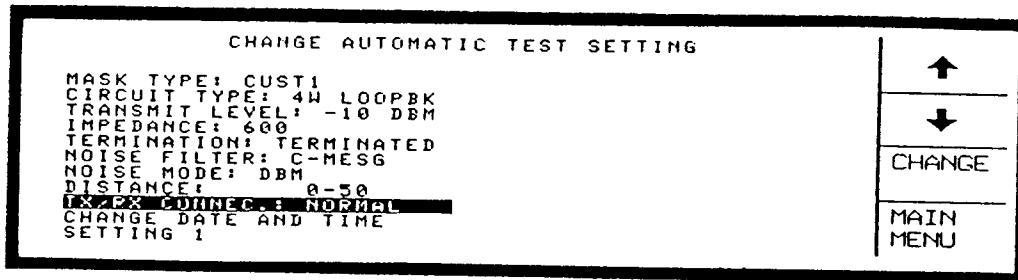 CHANGE AUTOMATIC TEST SETTING
MASK TYPE: CUST1
CIRCUIT TYPE: 4W LOOPBK
TRANSMIT LEVEL: -10 DBM
IMPEDANCE: 600
TERMINATION: TERMINATED
NOISE FILTER: C-MESG
NOISE MODE: DBM
DISTANCE: 0-50
TX/RX CONNEC.: NORMAL
CHANGE DATE AND TIME
SETTING 1
CHANGE
MAIN
MENU